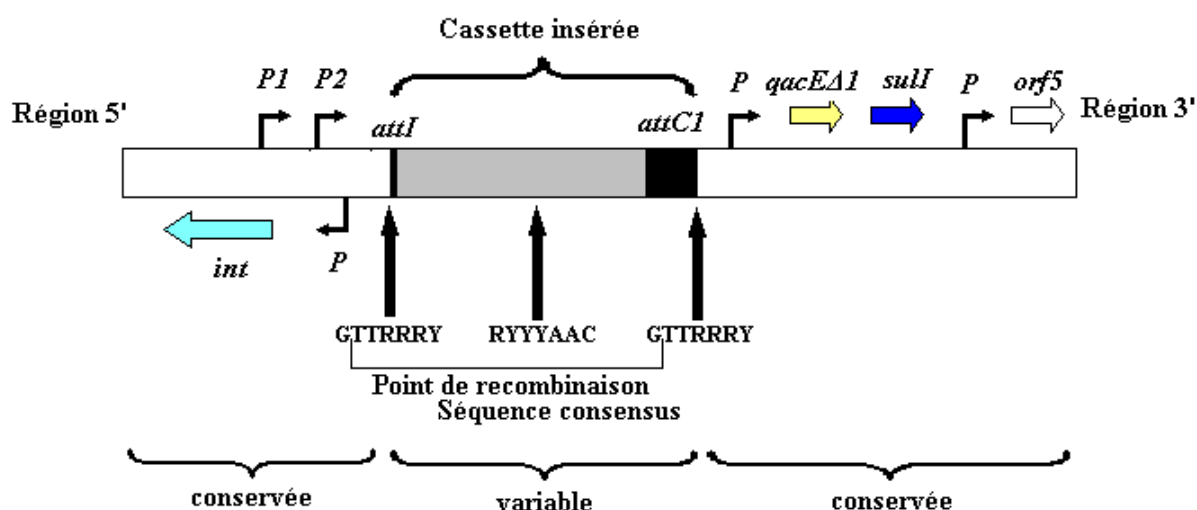 Cassette insérée
P1 P2 P qacEΔ1 sulI P orf5
Région 5' attI attC1 Région 3'
int P
GTTRRRY RYYYAAC GTTRRRY
Point de recombinaison
Séquence consensus
conservée variable conservée